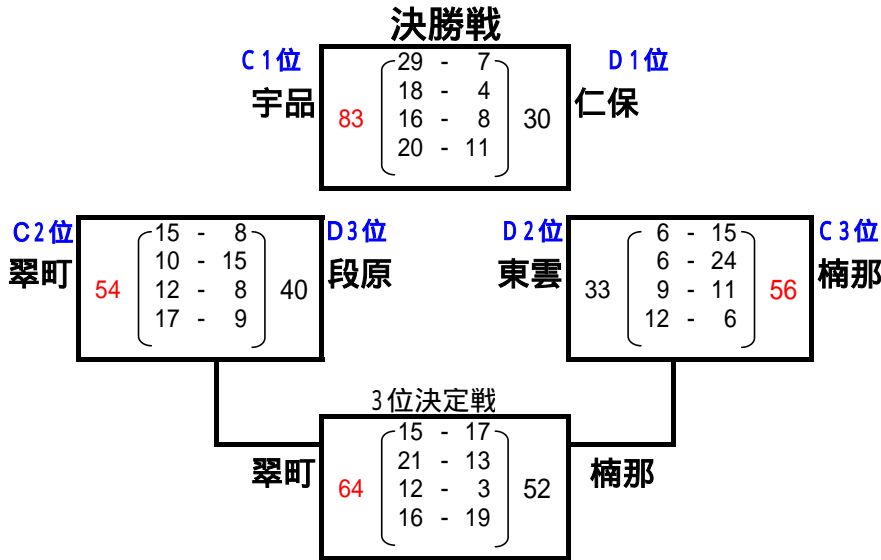 決勝戦
C1位 D1位
宇品 83 30 仁保
29 - 7
18 - 4
16 - 8
20 - 11
C2位 D3位
翠町 54 40 段原
15 - 8
10 - 15
12 - 8
17 - 9
D2位 C3位
東雲 33 56 楠那
6 - 15
6 - 24
9 - 11
12 - 6
3位決定戦
翠町 64 52 楠那
15 - 17
21 - 13
12 - 3
16 - 19